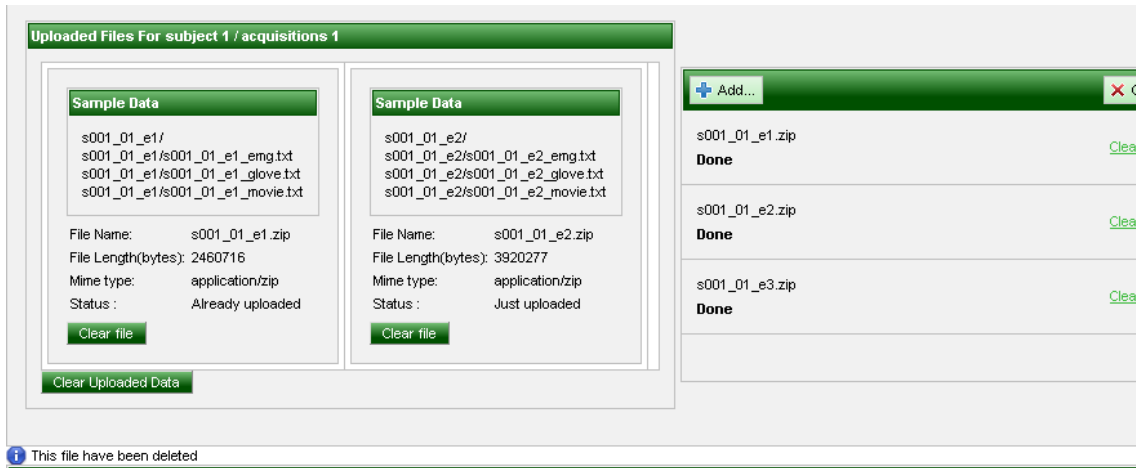 Uploaded Files For subject 1 / acquisitions 1
Sample Data
s001_01_e1/
s001_01_e1/s001_01_e1_emg.txt
s001_01_e1/s001_01_e1_glove.txt
s001_01_e1/s001_01_e1_movie.txt
File Name: s001_01_e1.zip
File Length(bytes): 2460716
Mime type: application/zip
Status : Already uploaded
Clear file
Sample Data
s001_01_e2/
s001_01_e2/s001_01_e2_emg.txt
s001_01_e2/s001_01_e2_glove.txt
s001_01_e2/s001_01_e2_movie.txt
File Name: s001_01_e2.zip
File Length(bytes): 3920277
Mime type: application/zip
Status : Just uploaded
Clear file
Clear Uploaded Data
Add...
s001_01_e1.zip
Done
Clea
s001_01_e2.zip
Done
Clea
s001_01_e3.zip
Done
Clea
This file have been deleted